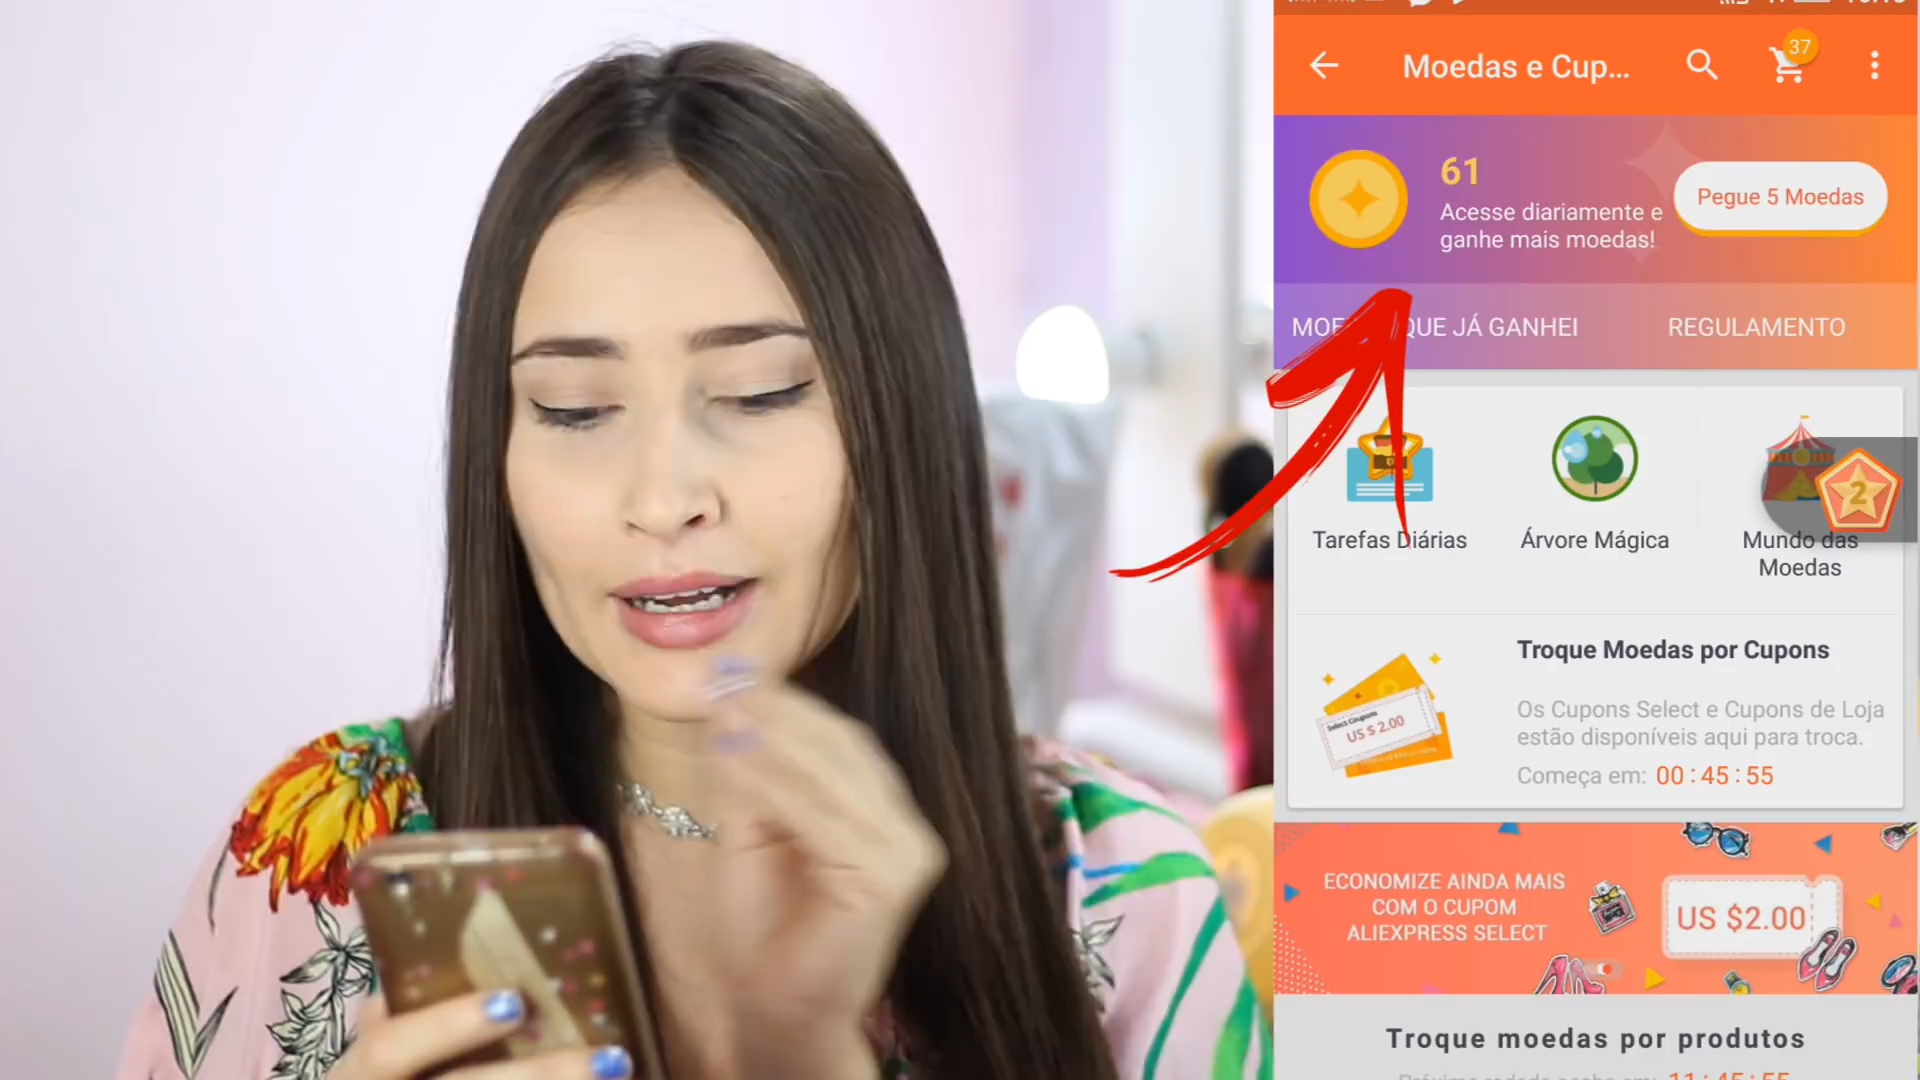 Moedas e Cup...
37
61
Acesse diariamente e
ganhe mais moedas!
Pegue 5 Moedas
QUE JÁ GANHEI
REGULAMENTO
Tarefas Diárias
Árvore Mágica
Mundo das
Moedas
2
Troque Moedas por Cupons
Select Coupons
US $ 2.00
Os Cupons Select e Cupons de Loja
estão disponíveis aqui para troca.
Começa em: 00 : 45 : 55
ECONOMIZE AINDA MAIS
COM O CUPOM
ALIEXPRESS SELECT
US $2.00
Troque moedas por produtos